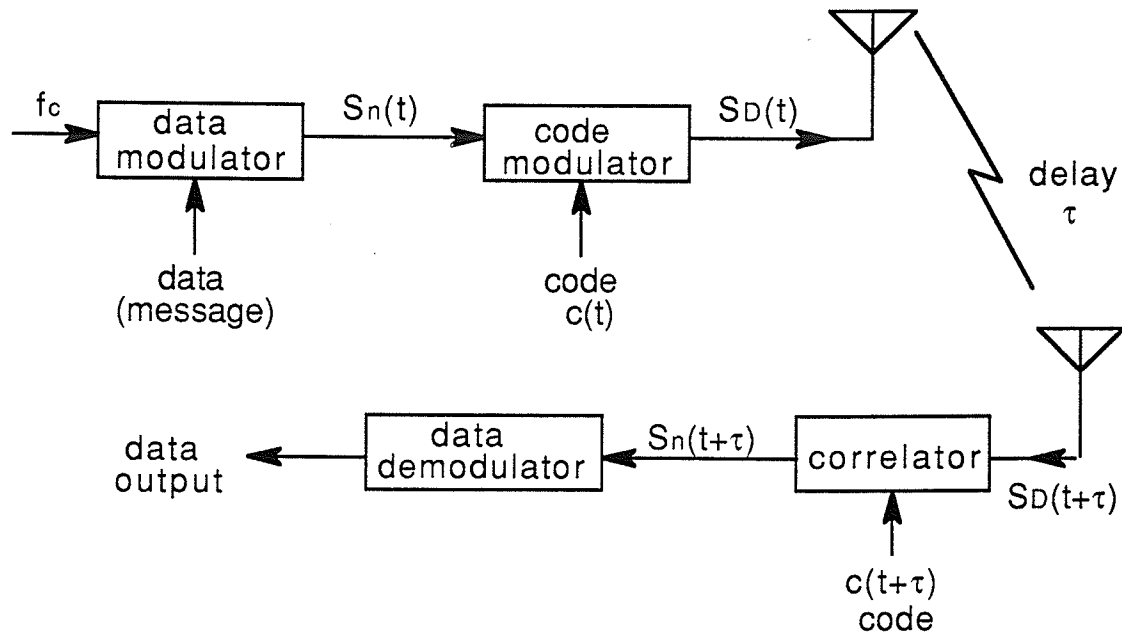 fc
data
modulator
Sn(t)
code
modulator
SD(t)
delay
τ
data
(message)
code
c(t)
data
output
data
demodulator
Sn(t+τ)
correlator
SD(t+τ)
c(t+τ)
code